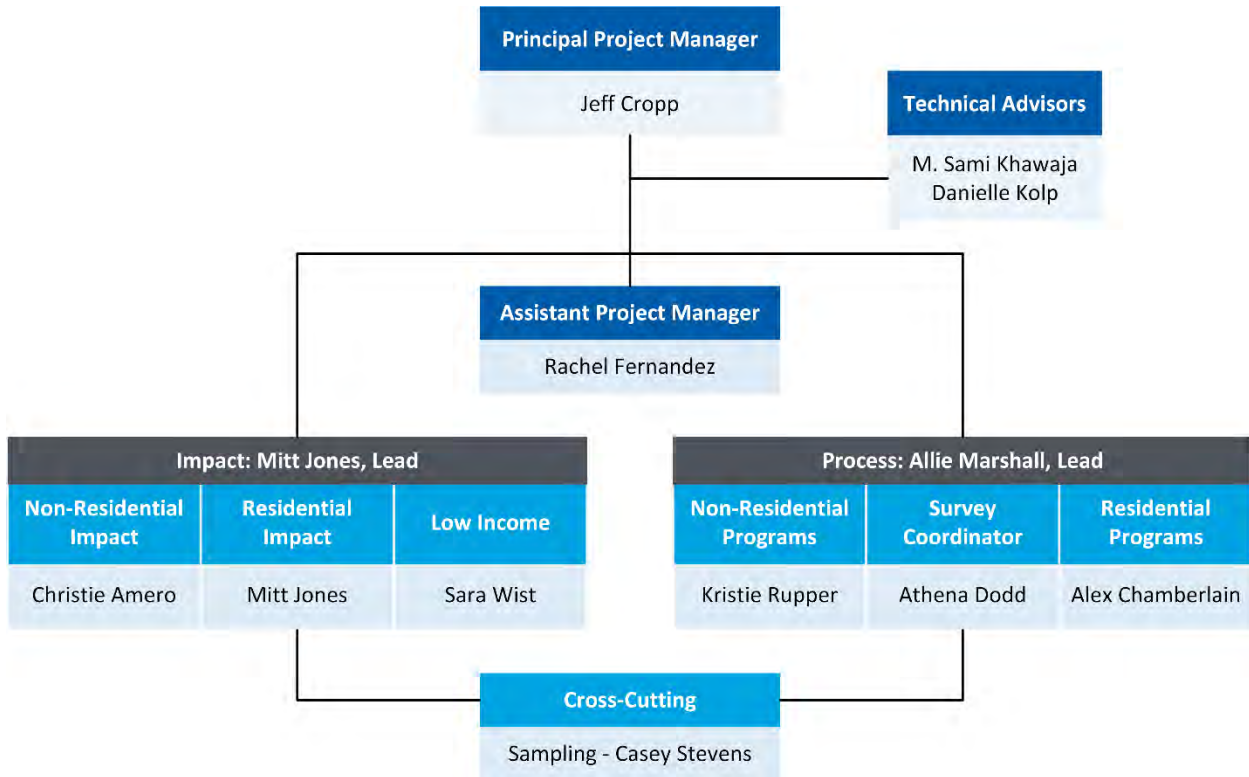 Principal Project Manager
Jeff Cropp
Technical Advisors
M. Sami Khawaja
Danielle Kolp
Assistant Project Manager
Rachel Fernandez
Impact: Mitt Jones, Lead
Non-Residential
Impact
Residential
Impact
Low Income
Christie Amero
Mitt Jones
Sara Wist
Process: Allie Marshall, Lead
Non-Residential
Programs
Survey
Coordinator
Residential
Programs
Kristie Rupper
Athena Dodd
Alex Chamberlain
Cross-Cutting
Sampling - Casey Stevens